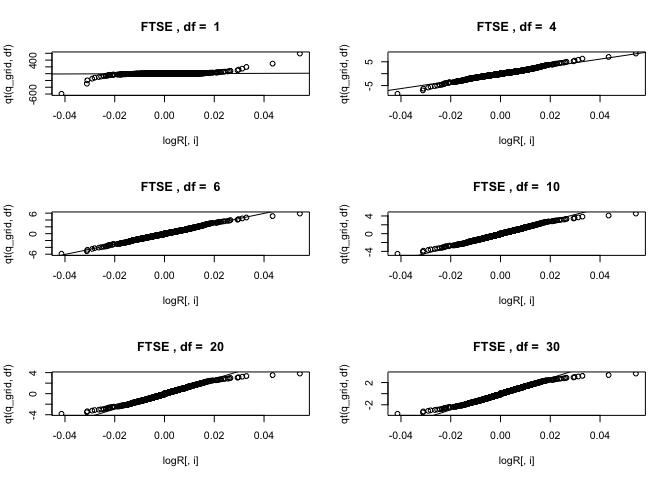 FTSE , df = 1
qt(q_grid, df)
400
-600
-0.04 -0.02 0.00 0.02 0.04
logR[, i]
FTSE , df = 4
qt(q_grid, df)
5
-5
-0.04 -0.02 0.00 0.02 0.04
logR[, i]
FTSE , df = 6
qt(q_grid, df)
6
0
-6
-0.04 -0.02 0.00 0.02 0.04
logR[, i]
FTSE , df = 10
qt(q_grid, df)
4
0
-4
-0.04 -0.02 0.00 0.02 0.04
logR[, i]
FTSE , df = 20
qt(q_grid, df)
4
0
-4
-0.04 -0.02 0.00 0.02 0.04
logR[, i]
FTSE , df = 30
qt(q_grid, df)
2
-2
-0.04 -0.02 0.00 0.02 0.04
logR[, i]